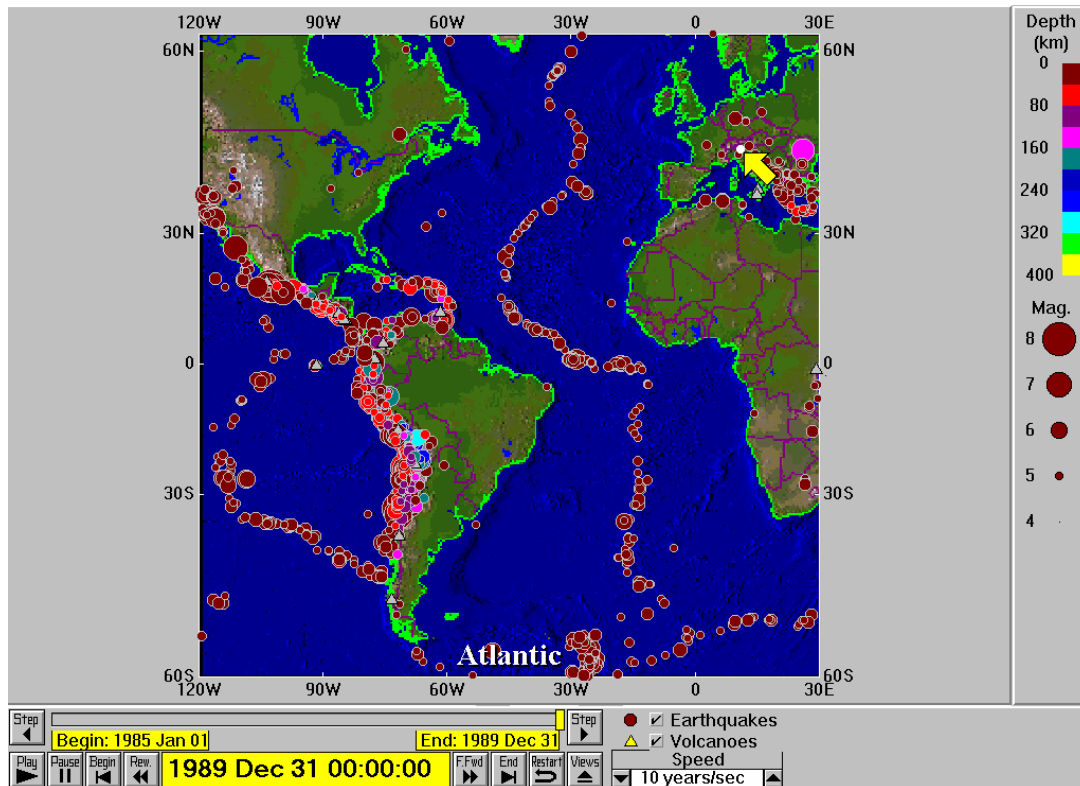 120W 90W 60W 30W 0 30E
60N 60N
30N 30N
0 0
30S 30S
60S 60S
Atlantic
120W 90W 60W 30W 0 30E
Depth
(km)
0
80
160
240
320
400
Mag.
8
7
6
5
4
Step Step
Begin: 1985 Jan 01 End: 1989 Dec 31
Play Pause Begin Rew. 1989 Dec 31 00:00:00 F.Fwd End Restart Views
Earthquakes
Volcanoes
Speed
10 years/sec